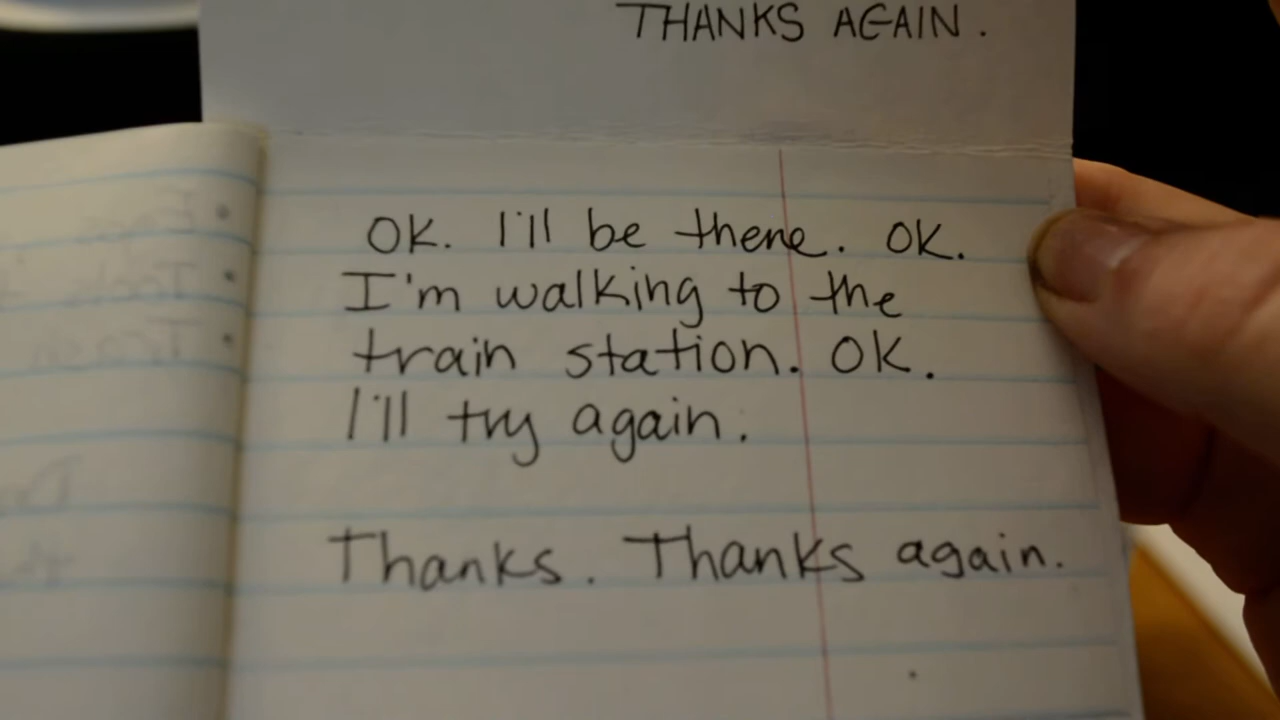 THANKS AGAIN.
OK. I'll be there. OK.
I'm walking to the
train station. OK.
I'll try again.
Thanks. Thanks again.